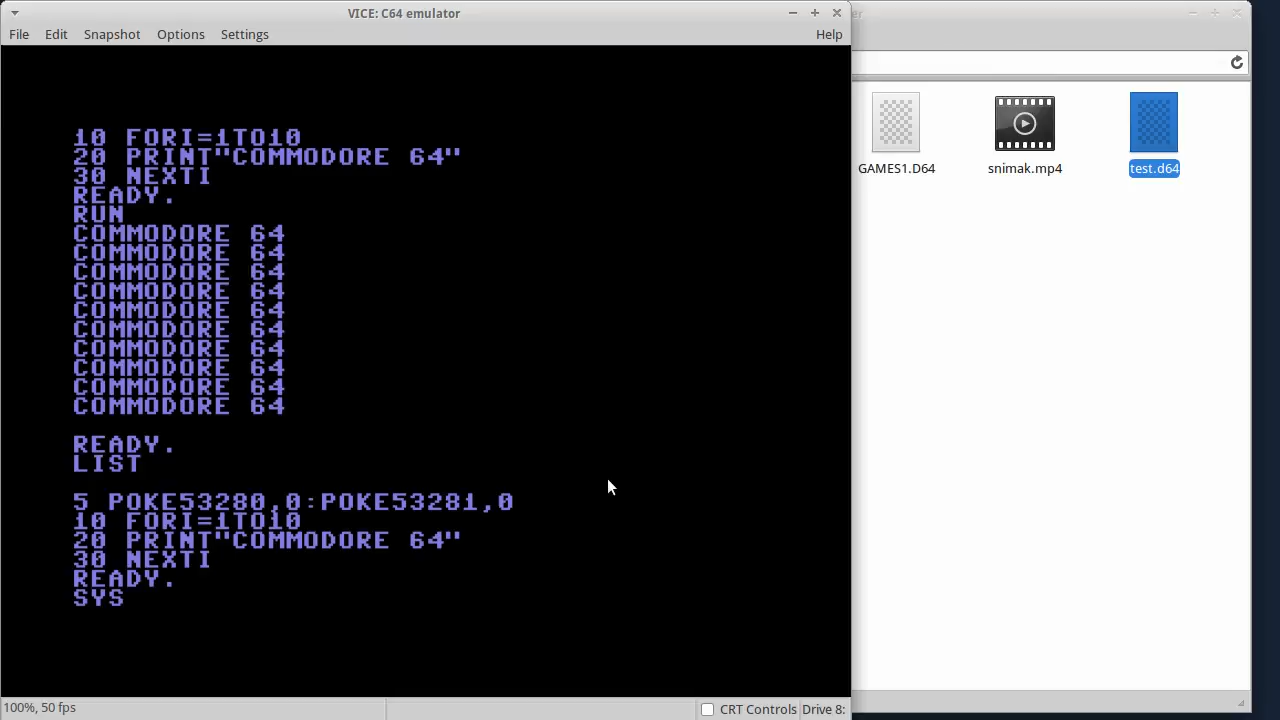 VICE: C64 emulator
File Edit Snapshot Options Settings Help
10 FORI=1TO10
20 PRINT"COMMODORE 64"
30 NEXTI
READY.
RUN
COMMODORE 64
COMMODORE 64
COMMODORE 64
COMMODORE 64
COMMODORE 64
COMMODORE 64
COMMODORE 64
COMMODORE 64
COMMODORE 64
COMMODORE 64
READY.
LIST
5 POKE53280,0:POKE53281,0
10 FORI=1TO10
20 PRINT"COMMODORE 64"
30 NEXTI
READY.
SYS
100%, 50 fps
CRT Controls Drive 8:
GAMES1.D64 snimak.mp4 test.d64